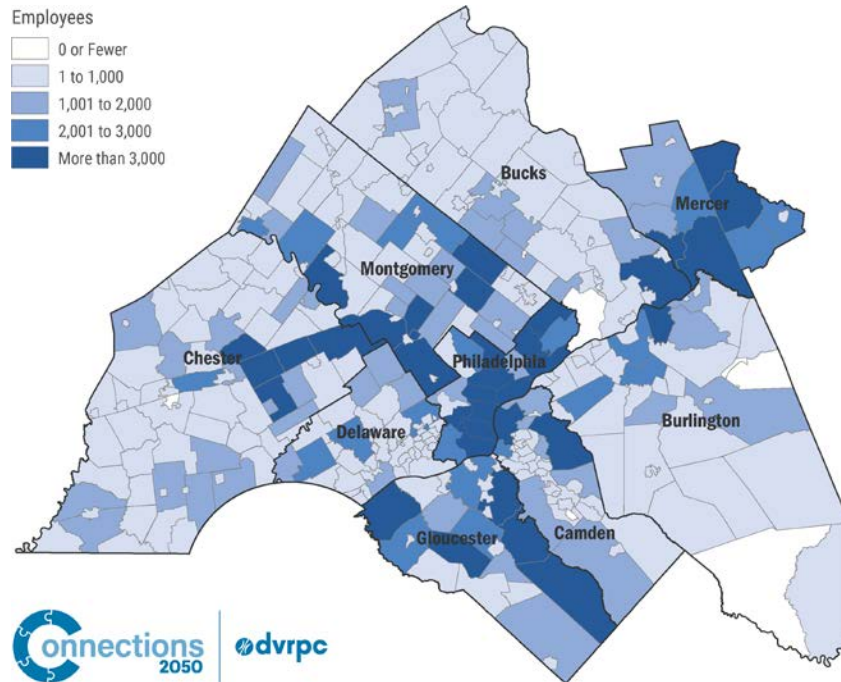 Employees
0 or Fewer
1 to 1,000
1,001 to 2,000
2,001 to 3,000
More than 3,000
Bucks
Mercer
Montgomery
Chester
Philadelphia
Delaware
Burlington
Gloucester
Camden
Connections
2050
dvrpc